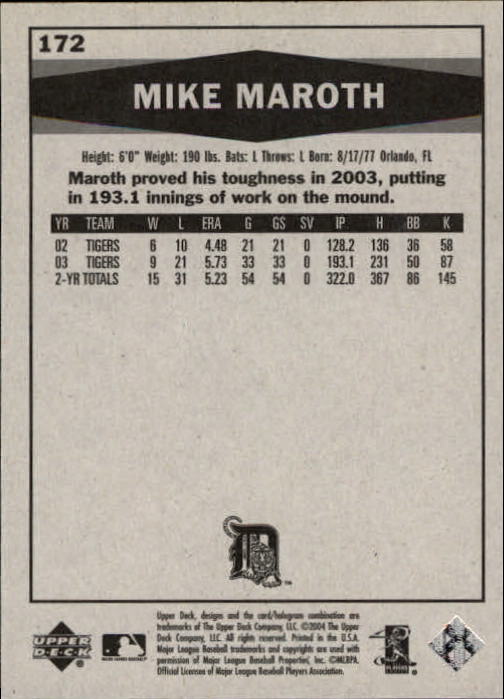 172
MIKE MAROTH
Height: 6'0" Weight: 190 lbs. Bats: L Throws: L Born: 8/17/77 Orlando, FL
Maroth proved his toughness in 2003, putting
in 193.1 innings of work on the mound.
YR TEAM W L ERA G GS SV IP H BB K
02 TIGERS 6 10 4.48 21 21 0 128.2 136 36 58
03 TIGERS 9 21 5.73 33 33 0 193.1 231 50 87
2-YR TOTALS 15 31 5.23 54 54 0 322.0 367 86 145
D
TM
UPPER
DECK
Upper Deck, designs and the card/hologram combination are
trademarks of The Upper Deck Company, LLC. ©2004 The Upper
Deck Company, LLC. All rights reserved. Printed in the U.S.A.
Major League Baseball trademarks and copyrights are used with
permission of Major League Baseball Properties, Inc. ©MLBPA.
Official Licensee of Major League Baseball Players Association.